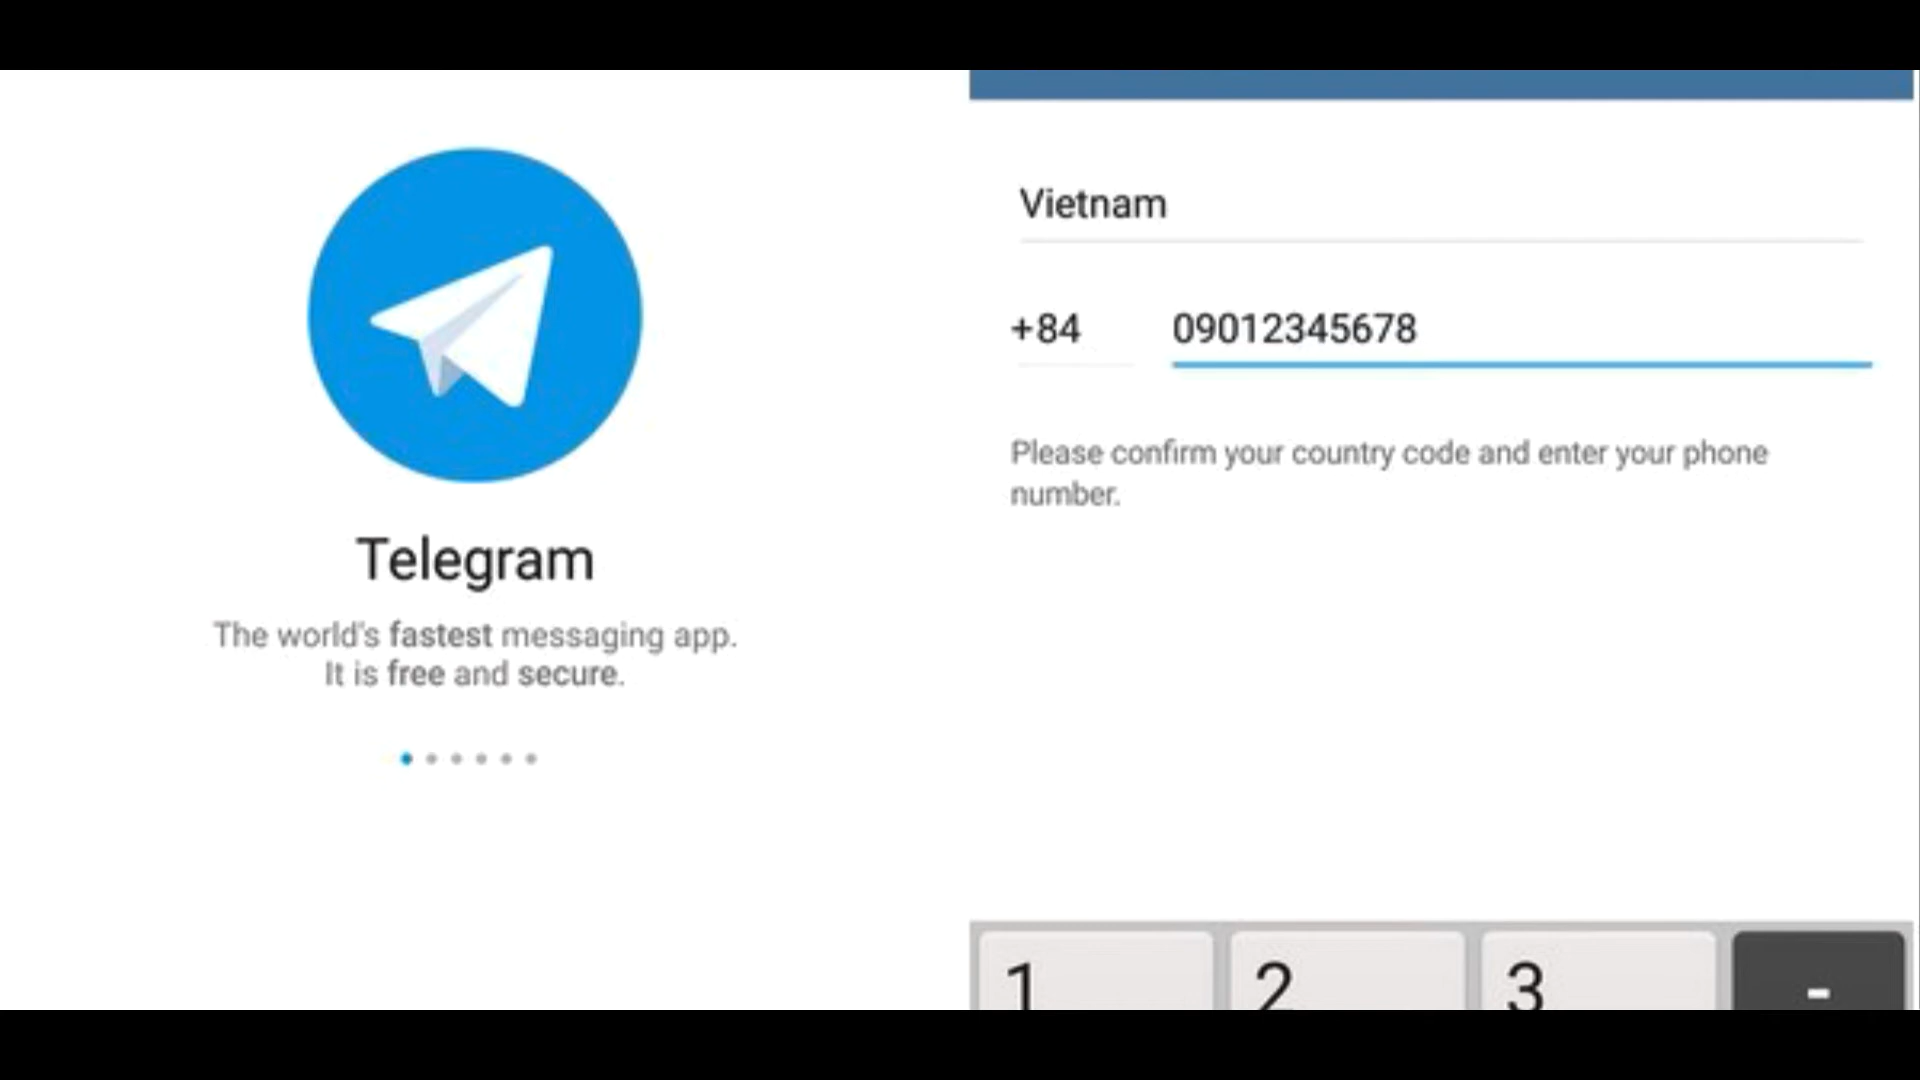 Telegram
The world's fastest messaging app.
It is free and secure.
Vietnam
+84 09012345678
Please confirm your country code and enter your phone
number.
1 2 3 -